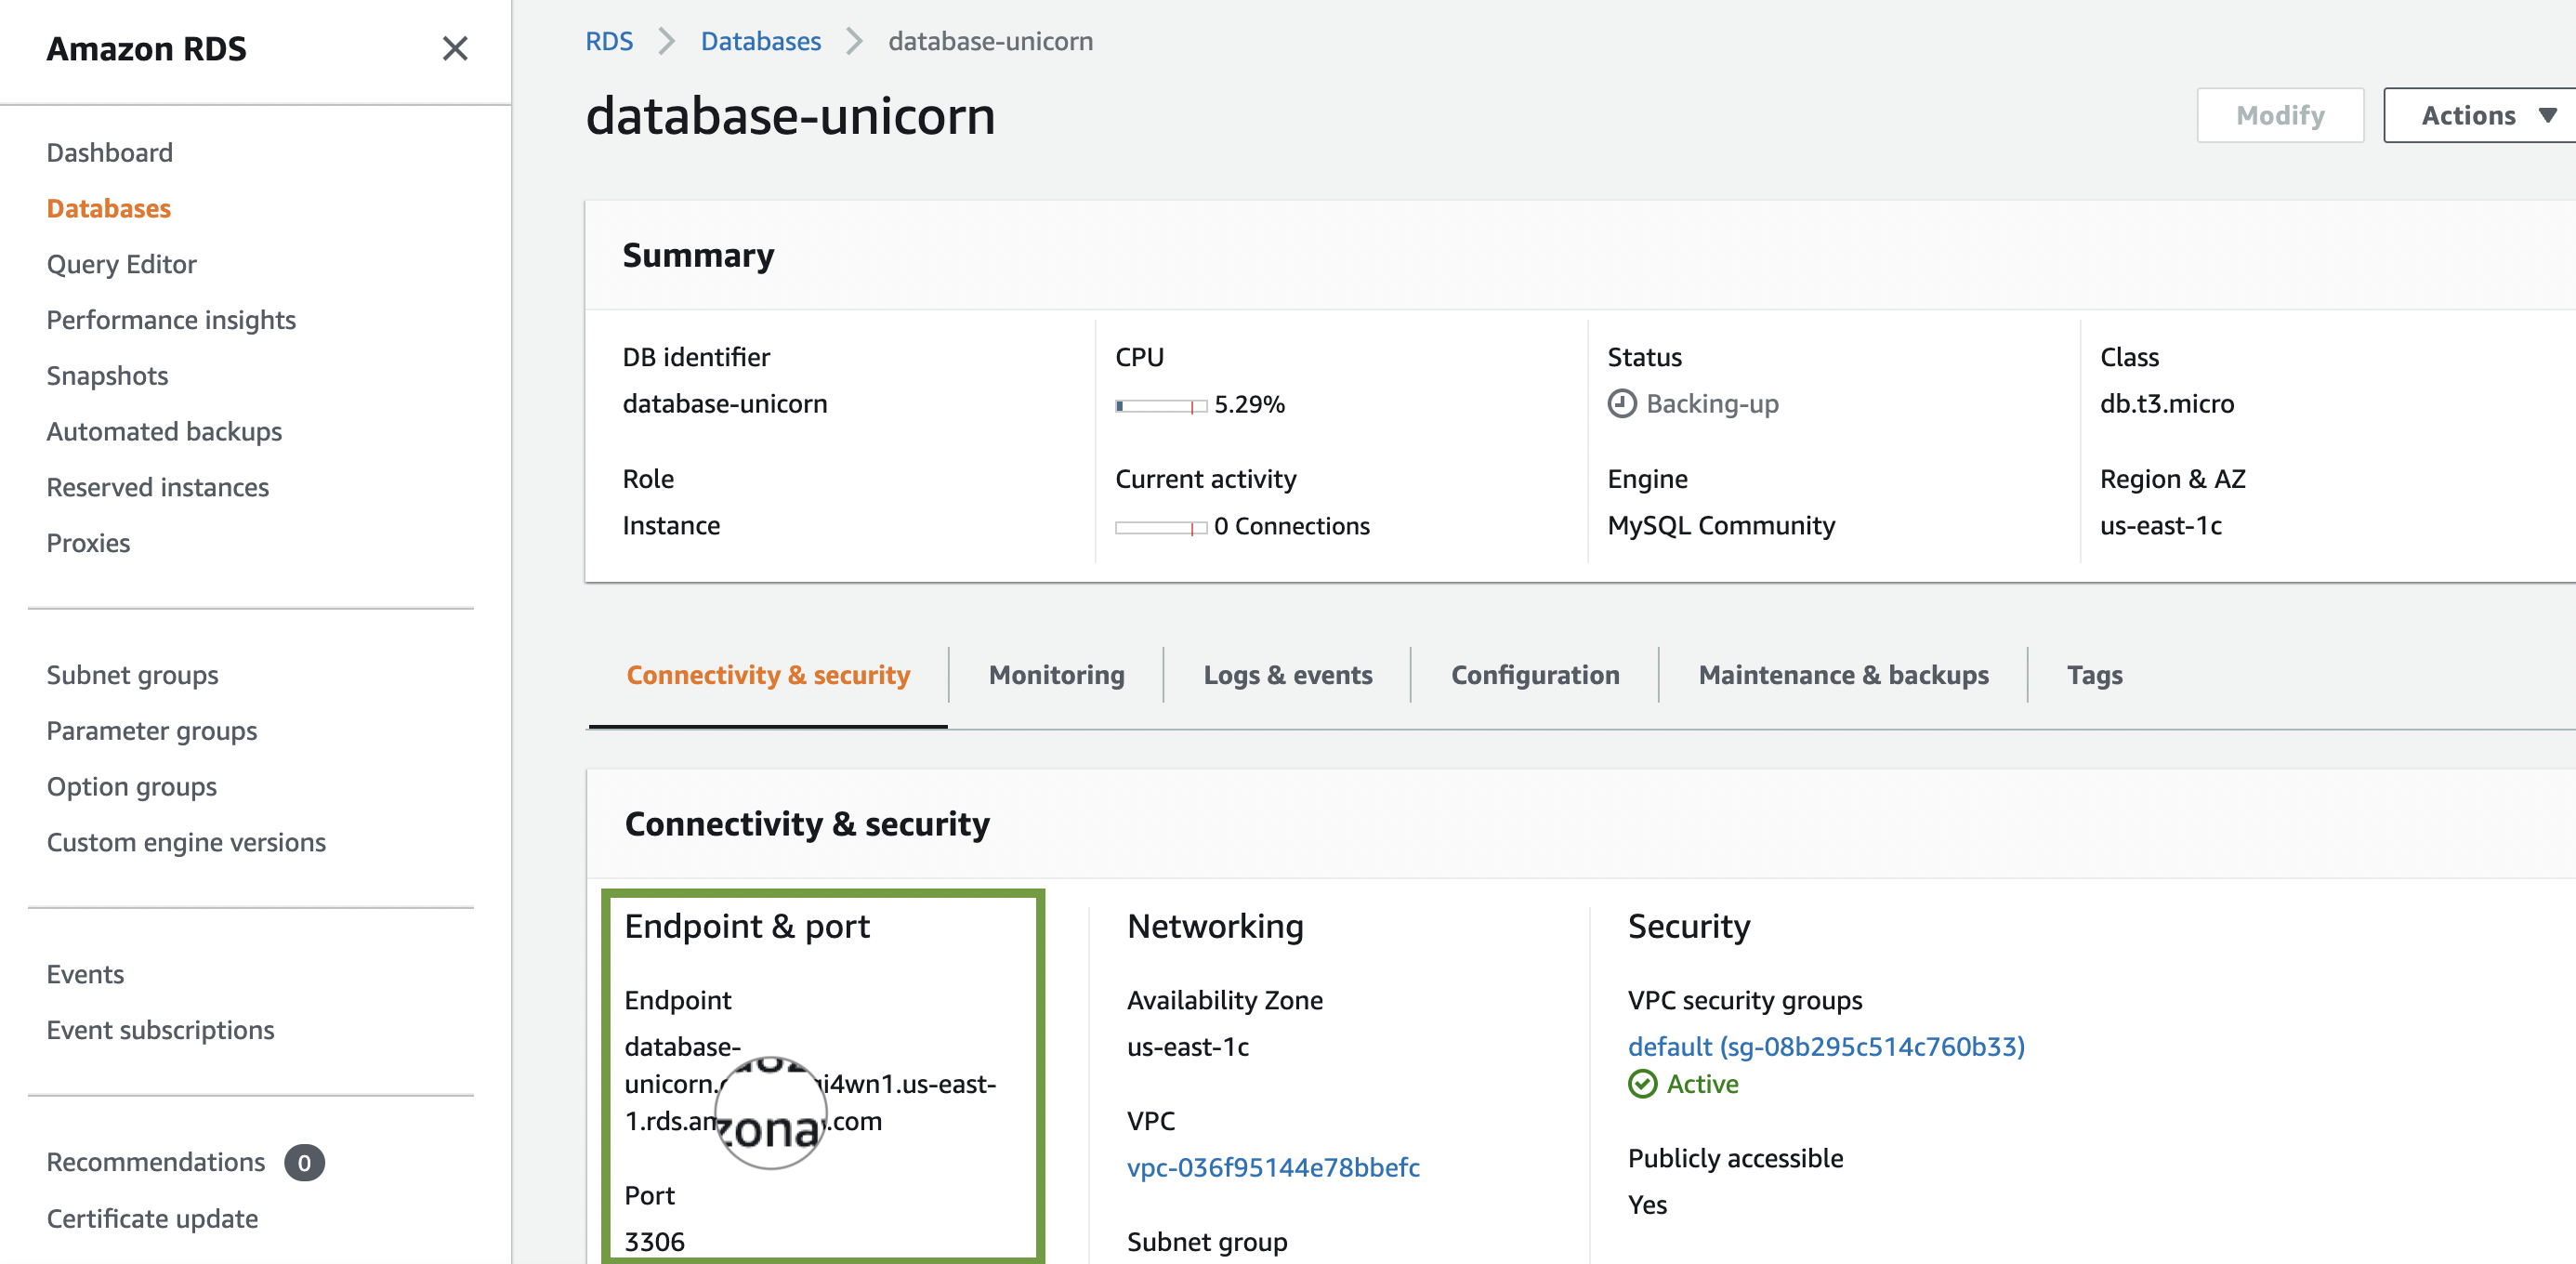 Amazon RDS
Dashboard
Databases
Query Editor
Performance insights
Snapshots
Automated backups
Reserved instances
Proxies
Subnet groups
Parameter groups
Option groups
Custom engine versions
Events
Event subscriptions
Recommendations 0
Certificate update
RDS > Databases > database-unicorn
database-unicorn
Modify
Actions
Summary
DB identifier
database-unicorn
CPU
5.29%
Status
Backing-up
Class
db.t3.micro
Role
Instance
Current activity
0 Connections
Engine
MySQL Community
Region & AZ
us-east-1c
Connectivity & security
Monitoring
Logs & events
Configuration
Maintenance & backups
Tags
Connectivity & security
Endpoint & port
Endpoint
database-
unicorn. i4wn1.us-east-
1.rds.am zona .com
Port
3306
Networking
Availability Zone
us-east-1c
VPC
vpc-036f95144e78bbefc
Subnet group
Security
VPC security groups
default (sg-08b295c514c760b33)
Active
Publicly accessible
Yes